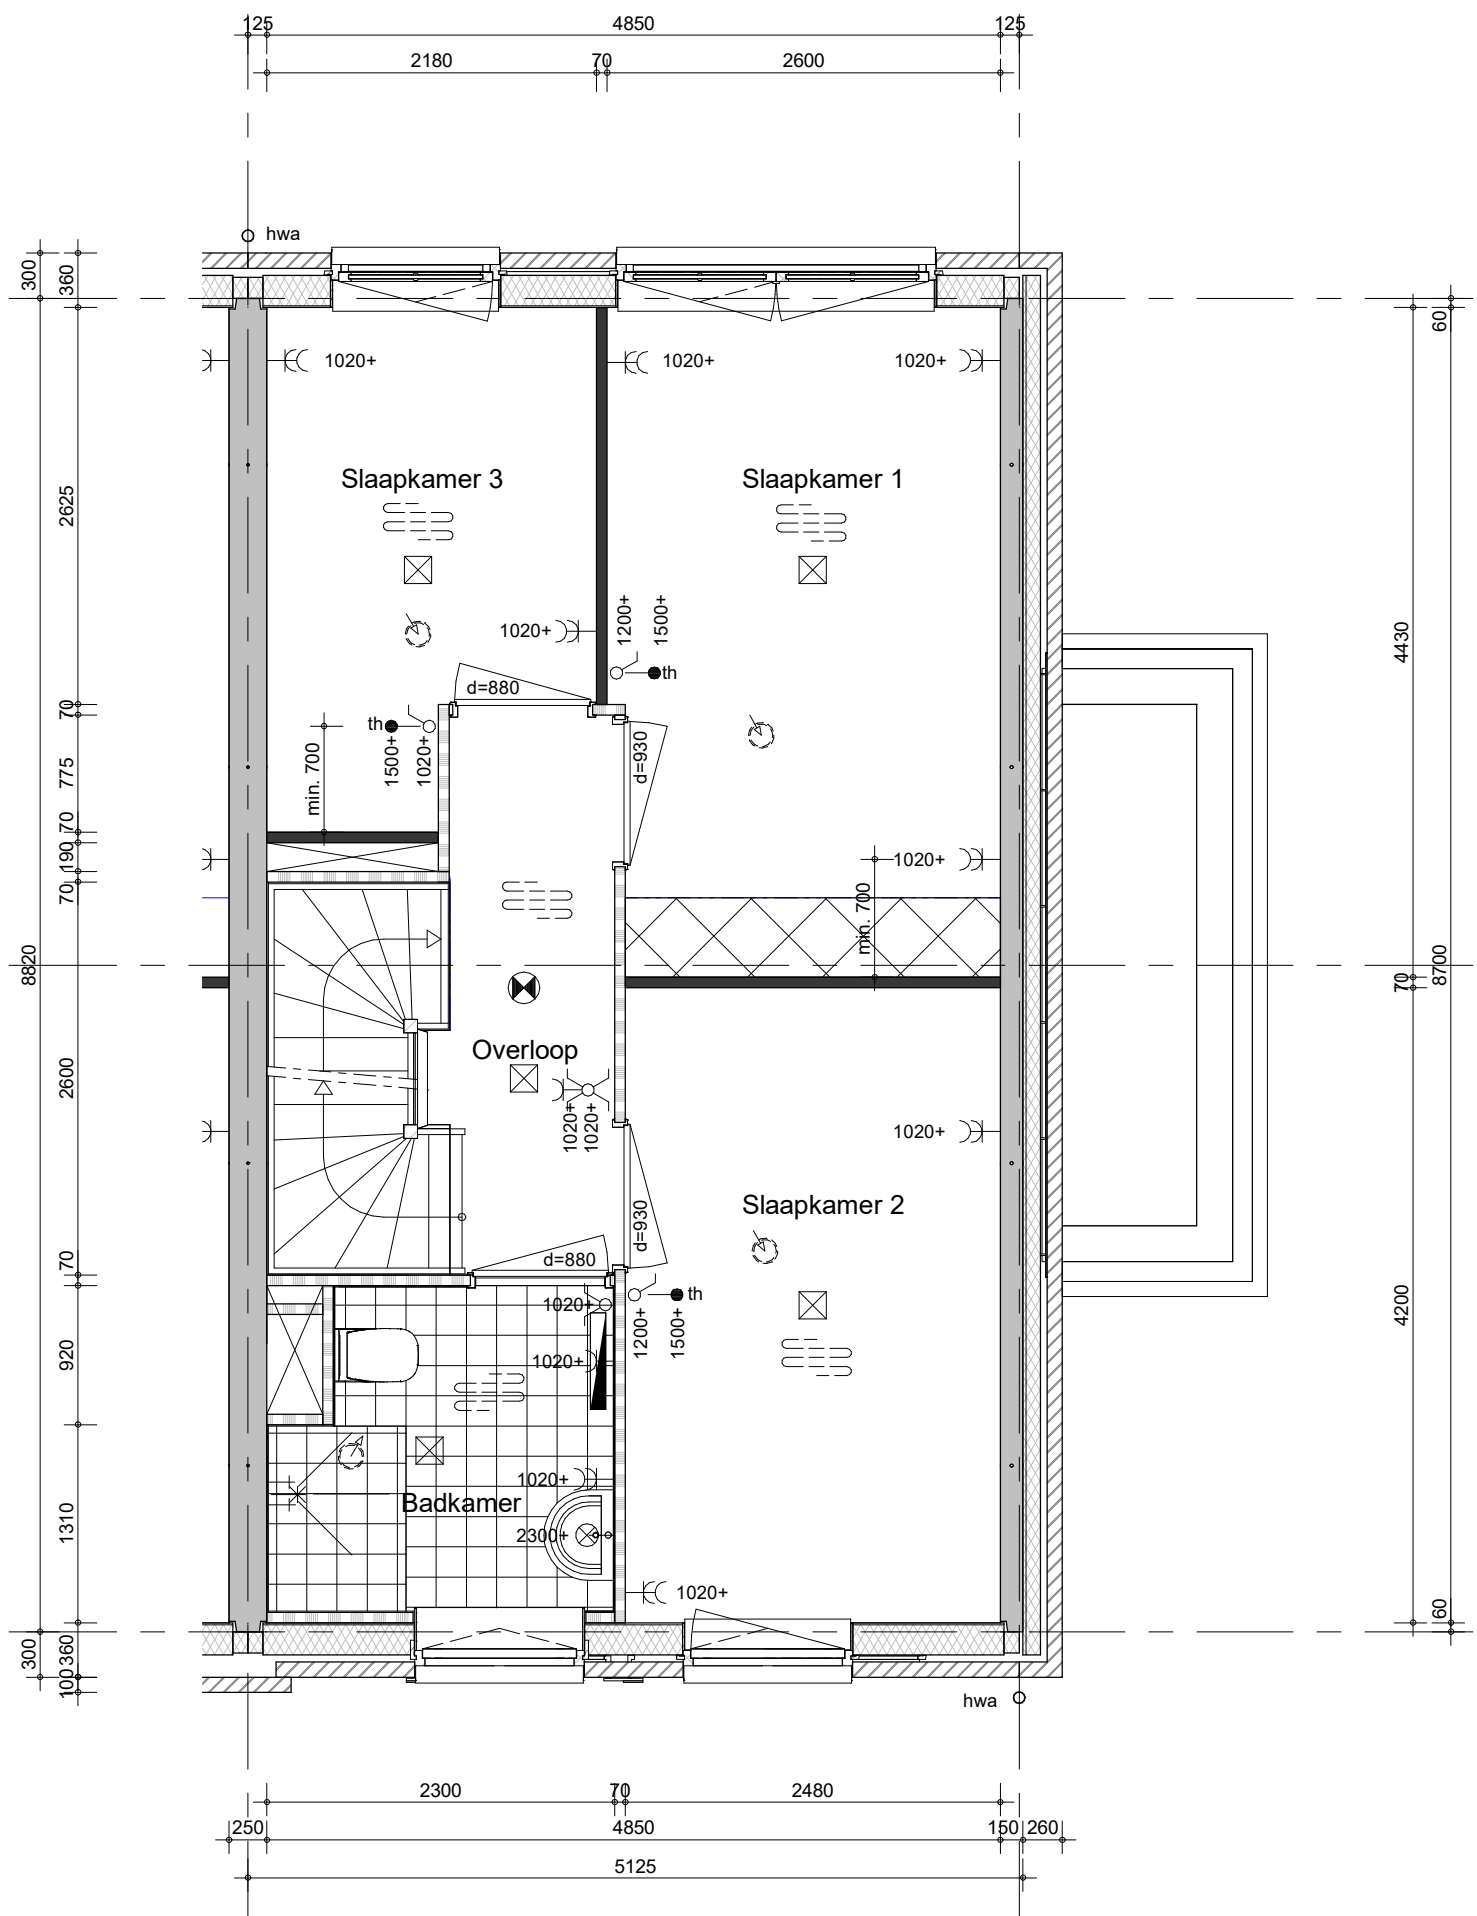 125 4850 125
2180 70 2600
hwa
300 360 60
1020+ 1020+ 1020+
Slaapkamer 3 Slaapkamer 1
2625
1020+ 1200+ 1500+
4430
th
d=880
70
th 1500+ 1020+
d=930
min. 700
775
70
190
70
1020+
min. 700
8820
70 8700
Overloop
2600
1020+ 1020+
1020+
Slaapkamer 2
d=930
70
d=880
1020+
1200+ 1500+ th
4200
920
1020+
1020+
Badkamer
1310
2300+
1020+
60
300 360
100
hwa
2300 70 2480
250 4850 150 260
5125